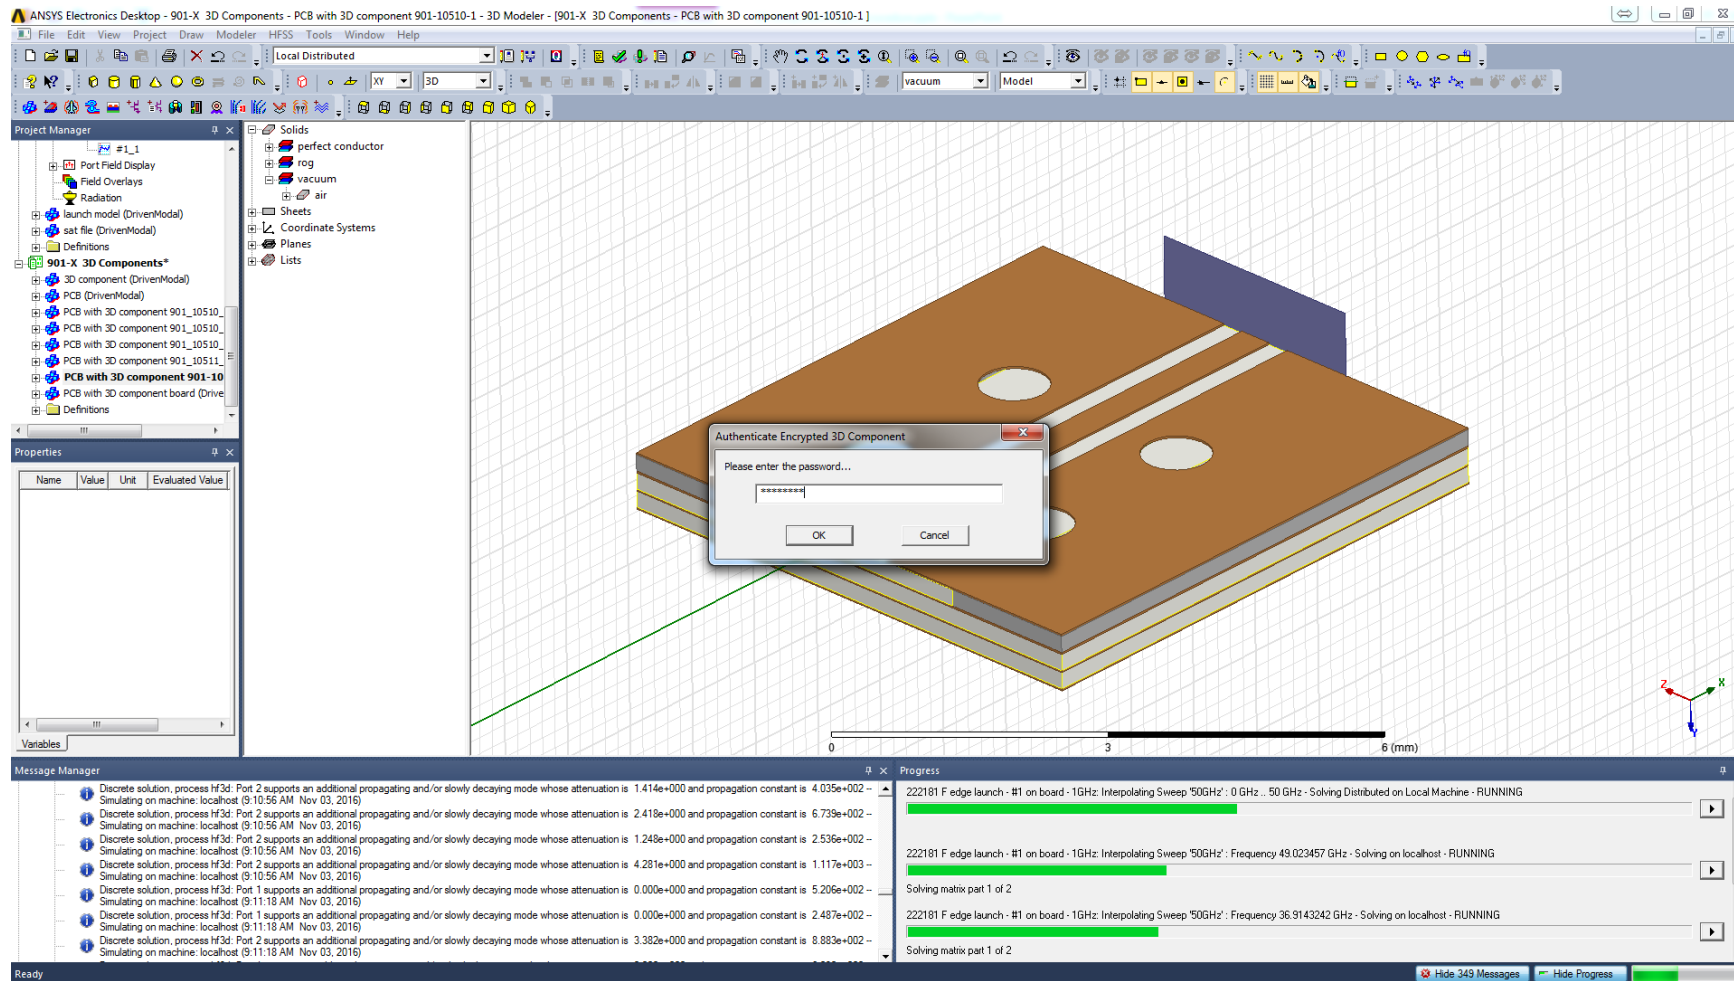 ANSYS Electronics Desktop - 901-X 3D Components - PCB with 3D component 901-10510-1 - 3D Modeler - [901-X 3D Components - PCB with 3D component 901-10510-1 ]
File Edit View Project Draw Modeler HFSS Tools Window Help
Local Distributed
XY 3D vacuum Model
Project Manager
#1_1
Port Field Display
Field Overlays
Radiation
launch model (DrivenModal)
sat file (DrivenModal)
Definitions
901-X 3D Components*
3D component (DrivenModal)
PCB (DrivenModal)
PCB with 3D component 901_10510_
PCB with 3D component 901_10510_
PCB with 3D component 901_10510_
PCB with 3D component 901_10511_
PCB with 3D component 901-10
PCB with 3D component board (Drive
Definitions
Solids
perfect conductor
rog
vacuum
air
Sheets
Coordinate Systems
Planes
Lists
Properties
Name Value Unit Evaluated Value
Variables
Authenticate Encrypted 3D Component
Please enter the password...
********
OK Cancel
0 3 6 (mm)
Z X
Y
Message Manager
Discrete solution, process hf3d: Port 2 supports an additional propagating and/or slowly decaying mode whose attenuation is 1.414e+000 and propagation constant is 4.035e+002 --
Simulating on machine: localhost (9:10:56 AM Nov 03, 2016)
Discrete solution, process hf3d: Port 2 supports an additional propagating and/or slowly decaying mode whose attenuation is 2.418e+000 and propagation constant is 6.739e+002 --
Simulating on machine: localhost (9:10:56 AM Nov 03, 2016)
Discrete solution, process hf3d: Port 2 supports an additional propagating and/or slowly decaying mode whose attenuation is 1.248e+000 and propagation constant is 2.536e+002 --
Simulating on machine: localhost (9:10:56 AM Nov 03, 2016)
Discrete solution, process hf3d: Port 2 supports an additional propagating and/or slowly decaying mode whose attenuation is 4.281e+000 and propagation constant is 1.117e+003 --
Simulating on machine: localhost (9:10:56 AM Nov 03, 2016)
Discrete solution, process hf3d: Port 1 supports an additional propagating and/or slowly decaying mode whose attenuation is 0.000e+000 and propagation constant is 5.206e+002 --
Simulating on machine: localhost (9:11:18 AM Nov 03, 2016)
Discrete solution, process hf3d: Port 1 supports an additional propagating and/or slowly decaying mode whose attenuation is 0.000e+000 and propagation constant is 2.487e+002 --
Simulating on machine: localhost (9:11:18 AM Nov 03, 2016)
Discrete solution, process hf3d: Port 2 supports an additional propagating and/or slowly decaying mode whose attenuation is 3.382e+000 and propagation constant is 8.883e+002 --
Simulating on machine: localhost (9:11:18 AM Nov 03, 2016)
Progress
222181 F edge launch - #1 on board - 1GHz: Interpolating Sweep '50GHz' : 0 GHz .. 50 GHz - Solving Distributed on Local Machine - RUNNING
222181 F edge launch - #1 on board - 1GHz: Interpolating Sweep '50GHz' : Frequency 49.023457 GHz - Solving on localhost - RUNNING
Solving matrix part 1 of 2
222181 F edge launch - #1 on board - 1GHz: Interpolating Sweep '50GHz' : Frequency 36.9143242 GHz - Solving on localhost - RUNNING
Solving matrix part 1 of 2
Ready
Hide 349 Messages
Hide Progress